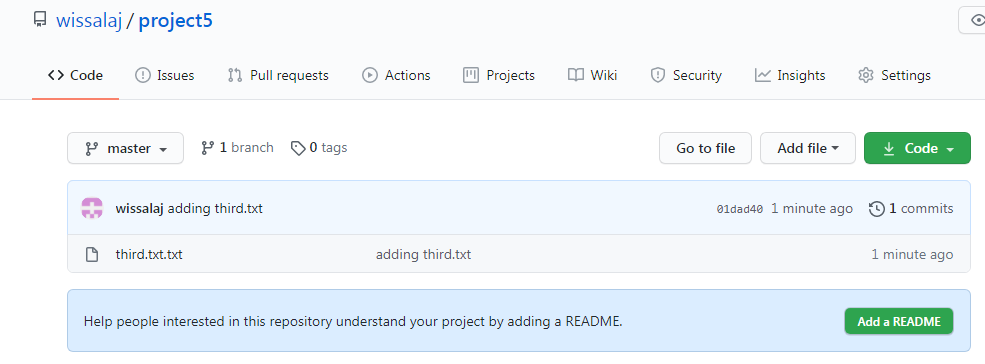 wissalaj / project5
Code Issues Pull requests Actions Projects Wiki Security Insights Settings
master 1 branch 0 tags Go to file Add file Code
wissalaj adding third.txt 01dad40 1 minute ago 1 commits
third.txt.txt adding third.txt 1 minute ago
Help people interested in this repository understand your project by adding a README. Add a README